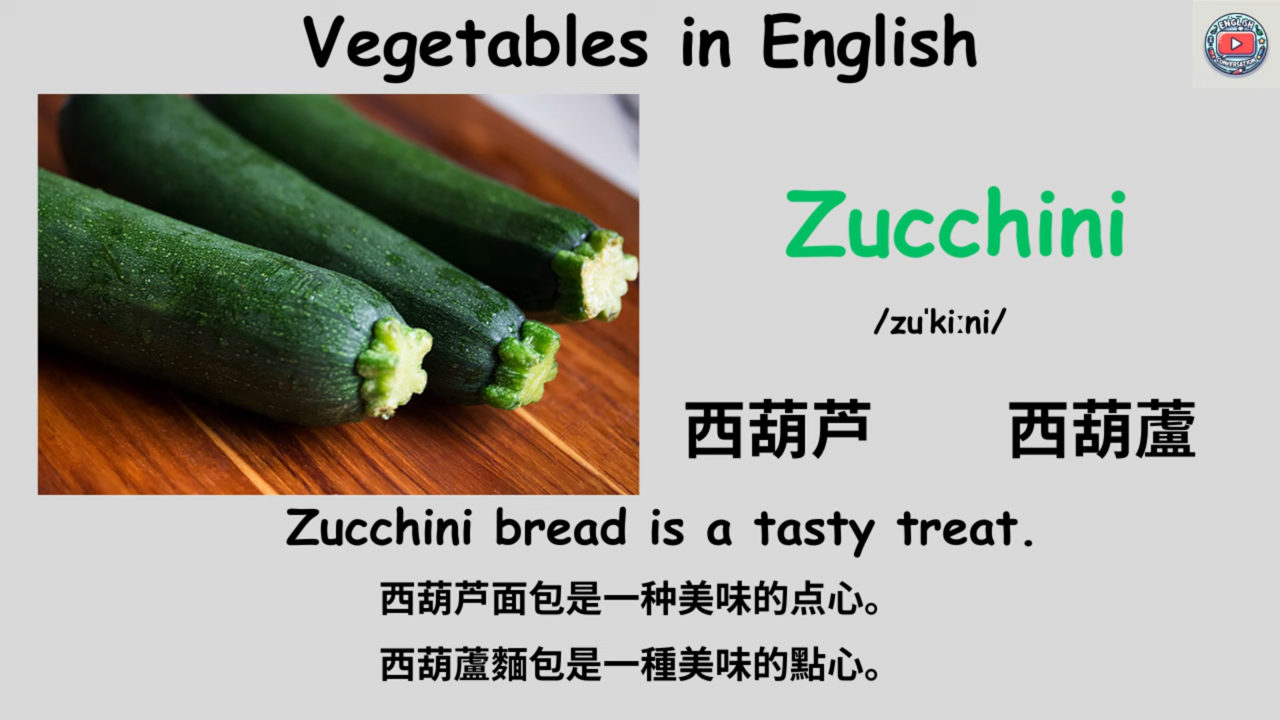 Vegetables in English
ENGLISH
CONVERSATION
Zucchini
/zuˈkiːni/
西葫芦 西葫蘆
Zucchini bread is a tasty treat.
西葫芦面包是一种美味的点心。
西葫蘆麵包是一種美味的點心。